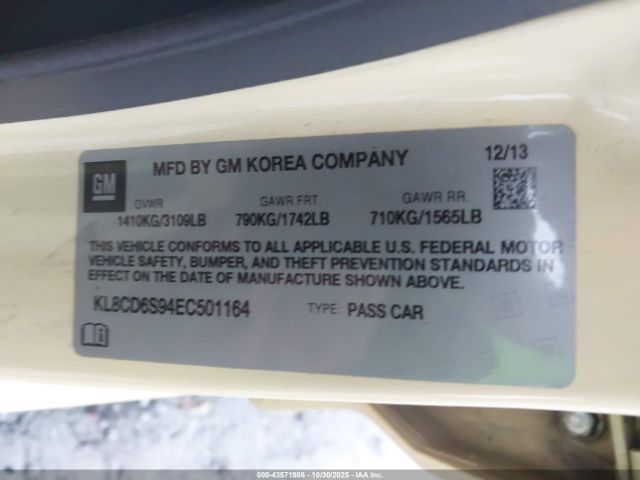 MFD BY GM KOREA COMPANY 12/13
GM
GVWR GAWR FRT. GAWR RR.
1410KG/3109LB 790KG/1742LB 710KG/1565LB
THIS VEHICLE CONFORMS TO ALL APPLICABLE U.S. FEDERAL MOTOR
VEHICLE SAFETY, BUMPER, AND THEFT PREVENTION STANDARDS IN
EFFECT ON THE DATE OF MANUFACTURE SHOWN ABOVE.
KL8CD6S94EC501164 TYPE: PASS CAR
000-43571986 | 10/30/2025 | IAAI.COM